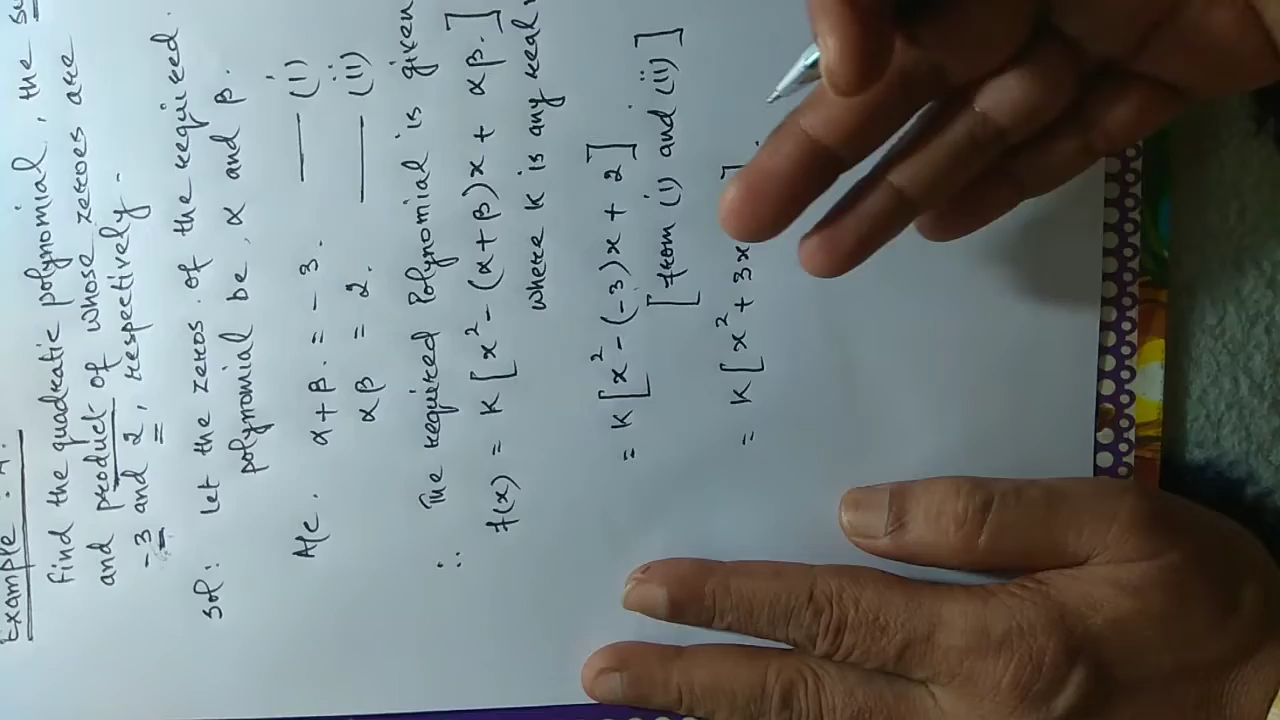 Example: 4.
Find the quadratic polynomial, the
and product of whose zeroes are
-3 and 2, respectively.
Sol: Let the zeros of the required
polynomial be, α and β.
A/c. α + β. = -3. —— (i)
αβ = 2. —— (ii)
∴ The required Polynomial is given
f(x) = K [x² - (α + β)x + αβ.]
where K is any real
= K [x² - (-3)x + 2]
[from (i) and (ii)]
= K [x² + 3x ].